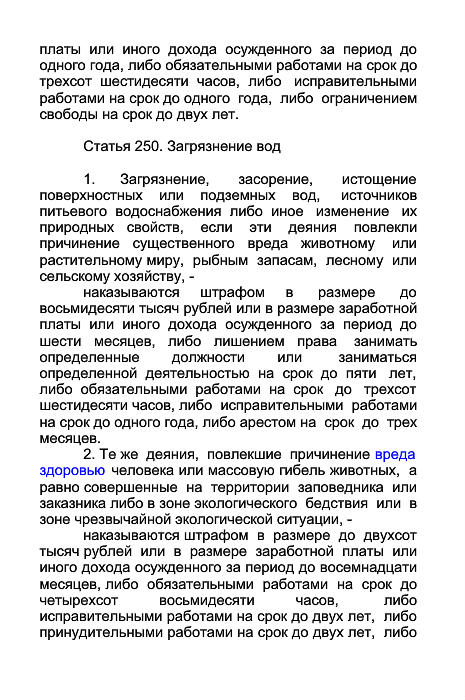 платы или иного дохода осужденного за период до
одного года, либо обязательными работами на срок до
трехсот шестидесяти часов, либо исправительными
работами на срок до одного года, либо ограничением
свободы на срок до двух лет.
Статья 250. Загрязнение вод
1. Загрязнение, засорение, истощение
поверхностных или подземных вод, источников
питьевого водоснабжения либо иное изменение их
природных свойств, если эти деяния повлекли
причинение существенного вреда животному или
растительному миру, рыбным запасам, лесному или
сельскому хозяйству, -
наказываются штрафом в размере до
восьмидесяти тысяч рублей или в размере заработной
платы или иного дохода осужденного за период до
шести месяцев, либо лишением права занимать
определенные должности или заниматься
определенной деятельностью на срок до пяти лет,
либо обязательными работами на срок до трехсот
шестидесяти часов, либо исправительными работами
на срок до одного года, либо арестом на срок до трех
месяцев.
2. Те же деяния, повлекшие причинение вреда
здоровью человека или массовую гибель животных, а
равно совершенные на территории заповедника или
заказника либо в зоне экологического бедствия или в
зоне чрезвычайной экологической ситуации, -
наказываются штрафом в размере до двухсот
тысяч рублей или в размере заработной платы или
иного дохода осужденного за период до восемнадцати
месяцев, либо обязательными работами на срок до
четырехсот восьмидесяти часов, либо
исправительными работами на срок до двух лет, либо
принудительными работами на срок до двух лет, либо